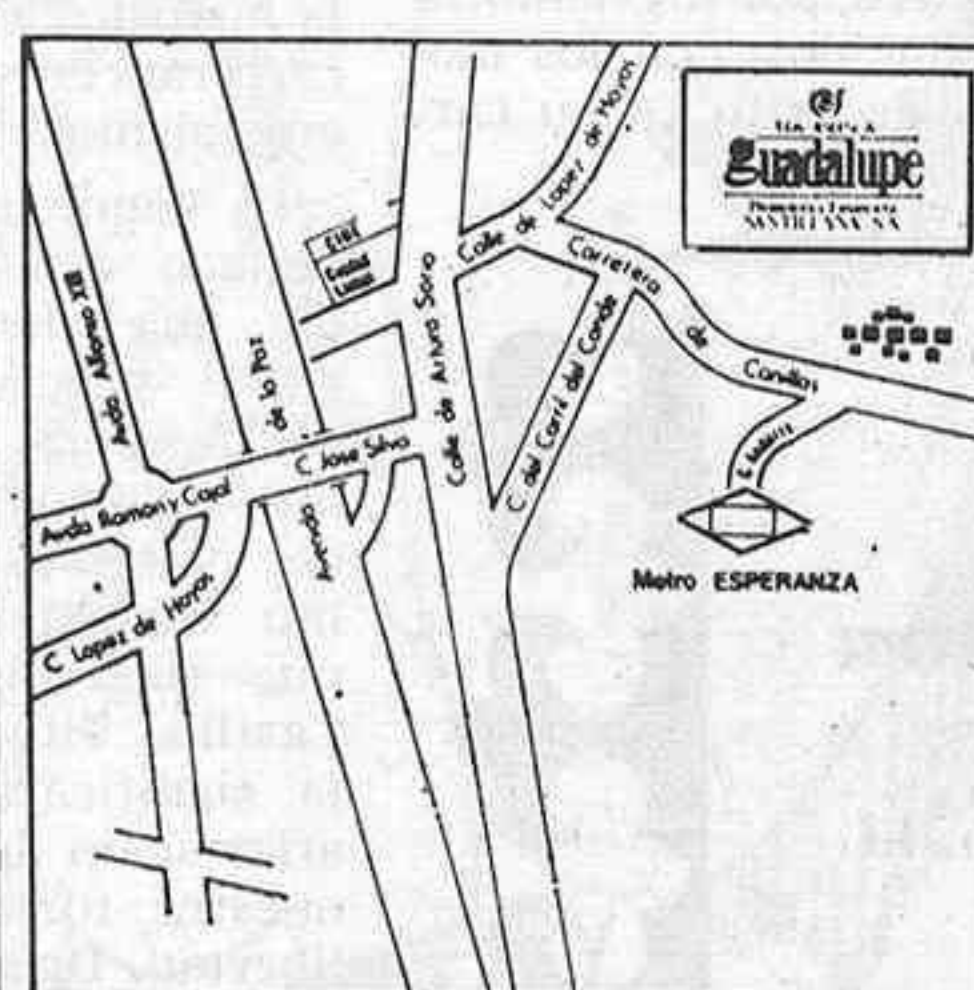 Guadalupe
Calle de Lopez de Hoyos
Carretera
de
Canillas
Avda Alfonso XIII
de la Paz
Calle de Arturo Soria
C. del Carril del Conde
C Jose Silva
Avda Ramon y Cajal
Avenida
C Lopez de Hoyos
Metro ESPERANZA